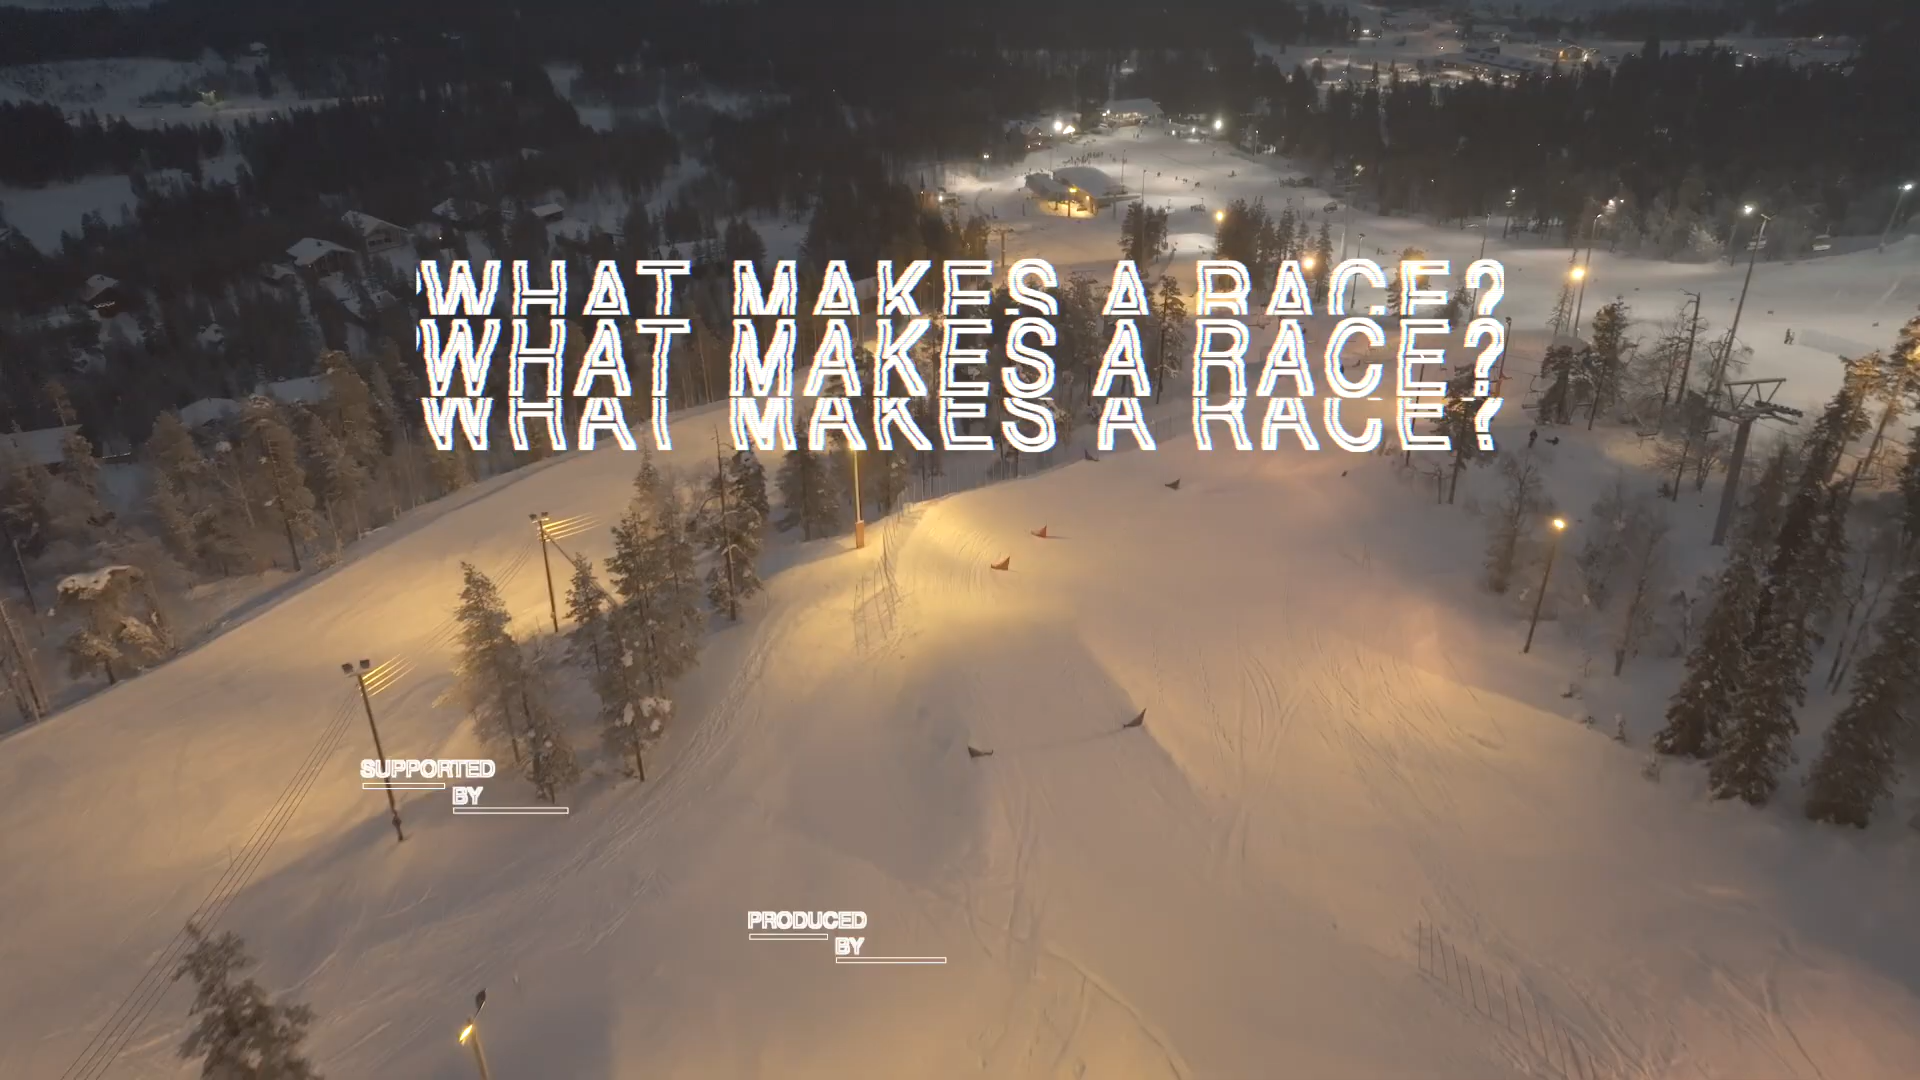 WHAT MAKES A RACE?
WHAT MAKES A RACE?
WHAT MAKES A RACE?
SUPPORTED
BY
PRODUCED
BY